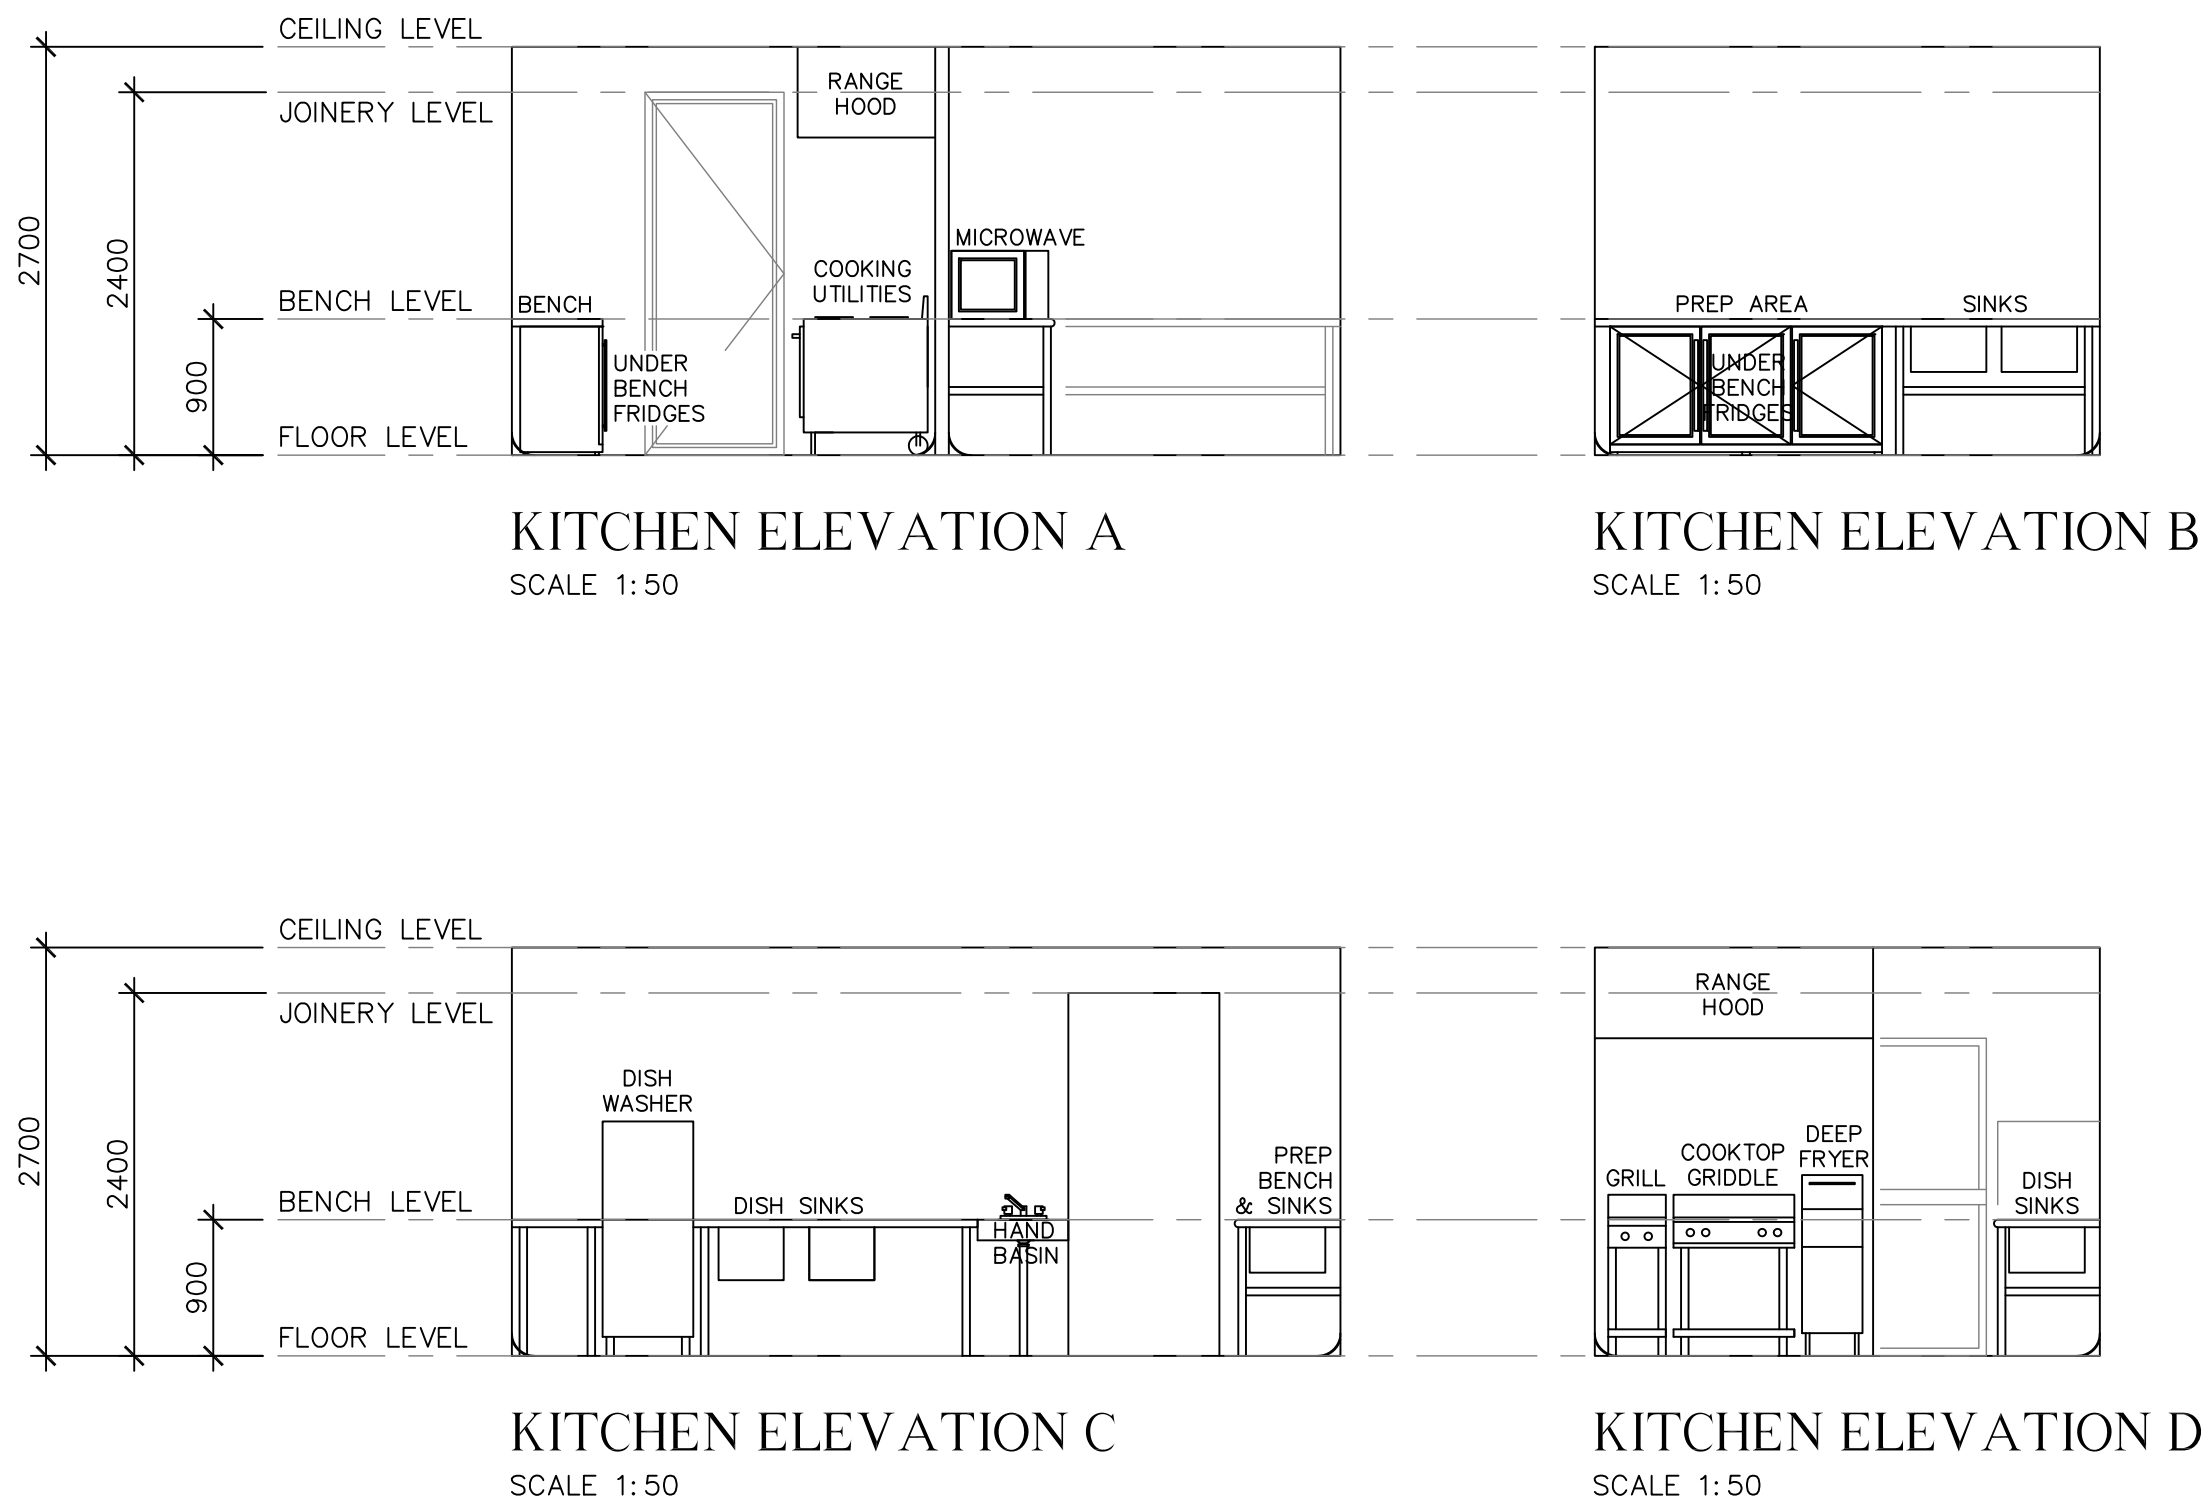 CEILING LEVEL
JOINERY LEVEL
BENCH LEVEL
FLOOR LEVEL
2700
2400
900
RANGE
HOOD
MICROWAVE
COOKING
UTILITIES
BENCH
UNDER
BENCH
FRIDGES
KITCHEN ELEVATION A
SCALE 1:50
PREP AREA
SINKS
UNDER
BENCH
FRIDGES
KITCHEN ELEVATION B
SCALE 1:50
CEILING LEVEL
JOINERY LEVEL
BENCH LEVEL
FLOOR LEVEL
2700
2400
900
DISH
WASHER
DISH SINKS
HAND
BASIN
PREP
BENCH
& SINKS
KITCHEN ELEVATION C
SCALE 1:50
RANGE
HOOD
GRILL
COOKTOP
GRIDDLE
DEEP
FRYER
DISH
SINKS
KITCHEN ELEVATION D
SCALE 1:50